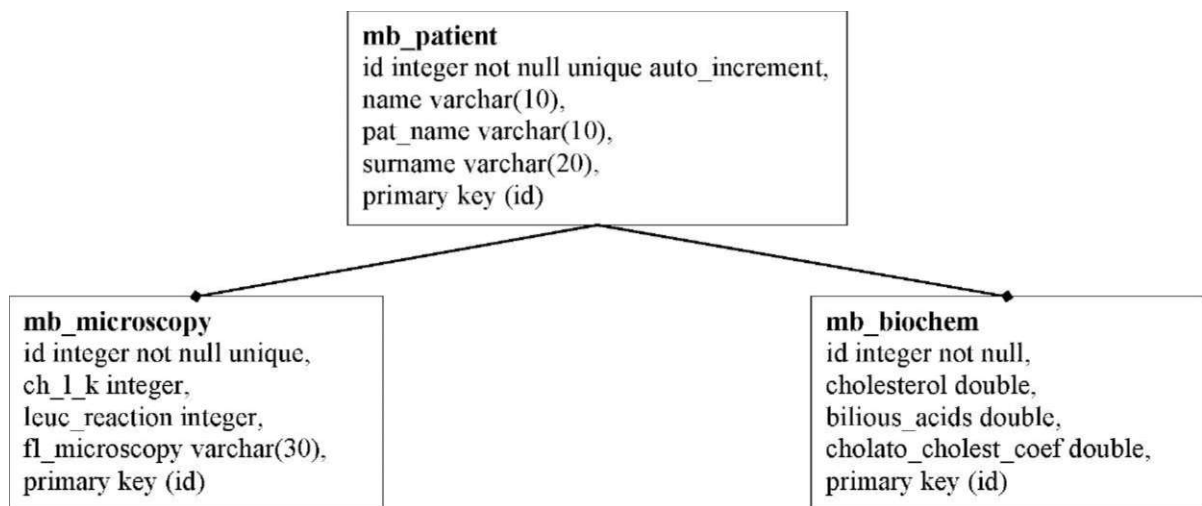 mb_patient
id integer not null unique auto_increment,
name varchar(10),
pat_name varchar(10),
surname varchar(20),
primary key (id)
mb_microscopy
id integer not null unique,
ch_l_k integer,
leuc_reaction integer,
fl_microscopy varchar(30),
primary key (id)
mb_biochem
id integer not null,
cholesterol double,
bilious_acids double,
cholato_cholest_coef double,
primary key (id)